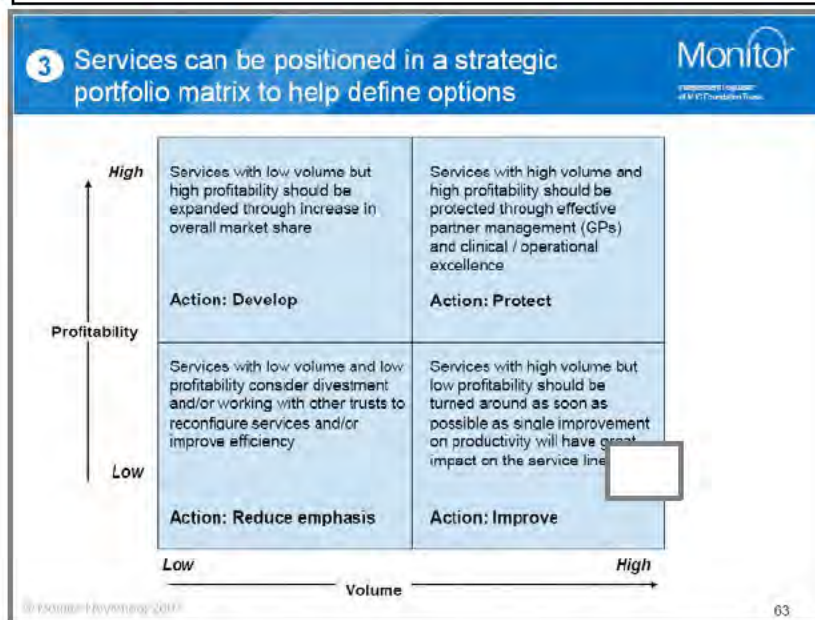 3 Services can be positioned in a strategic
portfolio matrix to help define options
Monitor
High
Services with low volume but
high profitability should be
expanded through increase in
overall market share
Action: Develop
Services with high volume and
high profitability should be
protected through effective
partner management (GPs)
and clinical / operational
excellence
Action: Protect
Profitability
Services with low volume and low
profitability consider divestment
and/or working with other trusts to
reconfigure services and/or
improve efficiency
Action: Reduce emphasis
Services with high volume but
low profitability should be
turned around as soon as
possible as single improvement
on productivity will have great
impact on the service line
Action: Improve
Low
Low
High
Volume
63